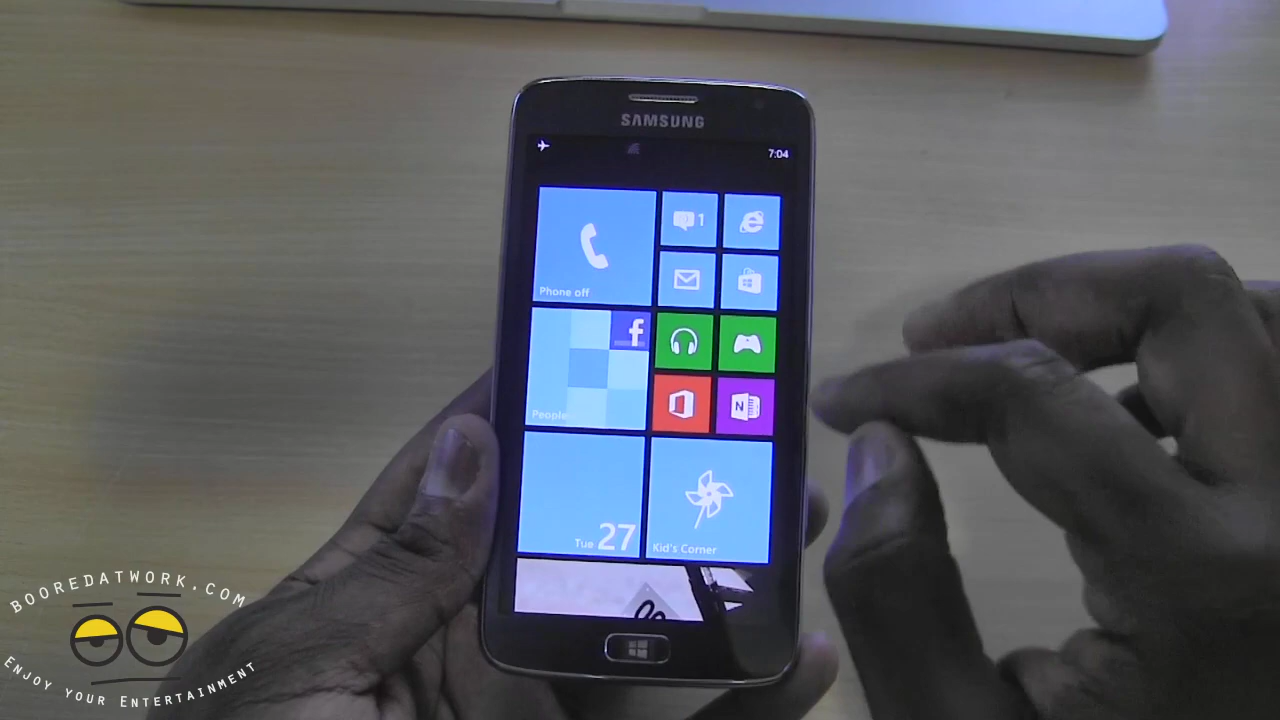 SAMSUNG
7:04
1
Phone off
f
People
N
Tue 27
Kid's Corner
BOOREDATWORK.COM
ENJOY YOUR ENTERTAINMENT